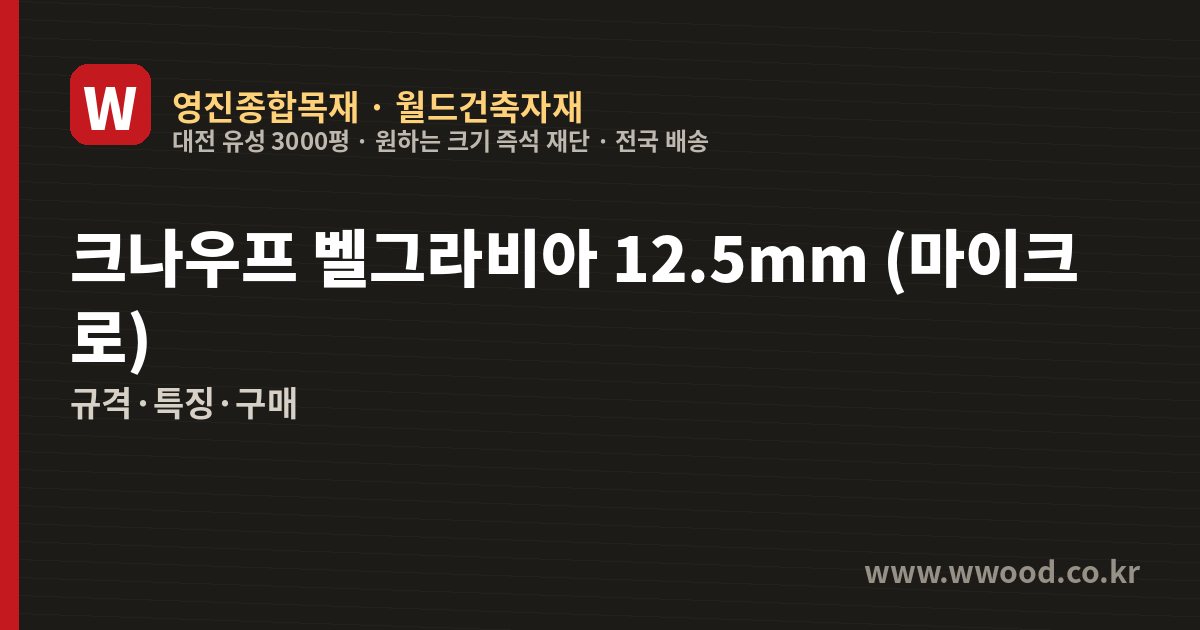 W
영진종합목재 · 월드건축자재
대전 유성 3000평 · 원하는 크기 즉석 재단 · 전국 배송
크나우프 벨그라비아 12.5mm (마이크
로)
규격·특징·구매
www.wwood.co.kr